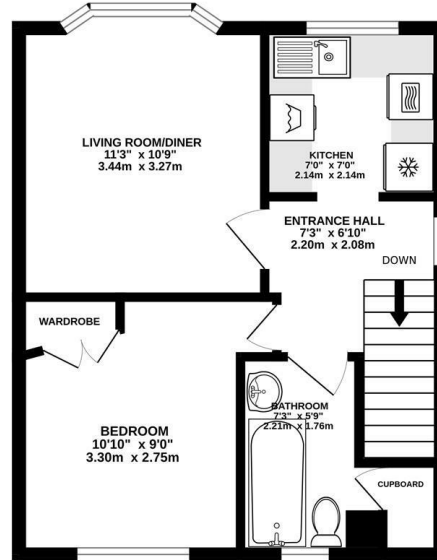 LIVING ROOM/DINER
11'3" x 10'9"
3.44m x 3.27m
KITCHEN
7'0" x 7'0"
2.14m x 2.14m
ENTRANCE HALL
7'3" x 6'10"
2.20m x 2.08m
DOWN
WARDROBE
BEDROOM
10'10" x 9'0"
3.30m x 2.75m
BATHROOM
7'3" x 5'9"
2.21m x 1.76m
CUPBOARD